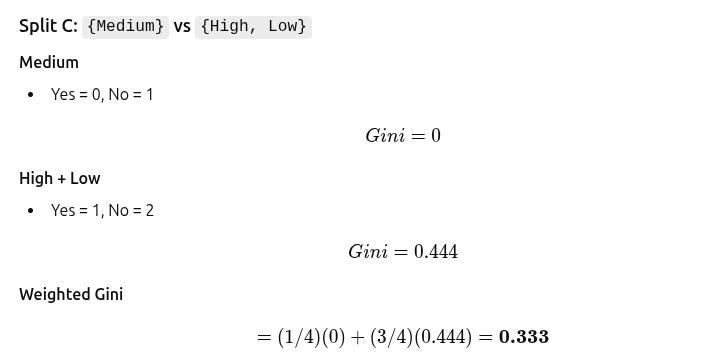 Split C: {Medium} vs {High, Low}
Medium
• Yes = 0, No = 1
Gini = 0
High + Low
• Yes = 1, No = 2
Gini = 0.444
Weighted Gini
= (1/4)(0) + (3/4)(0.444) = 0.333